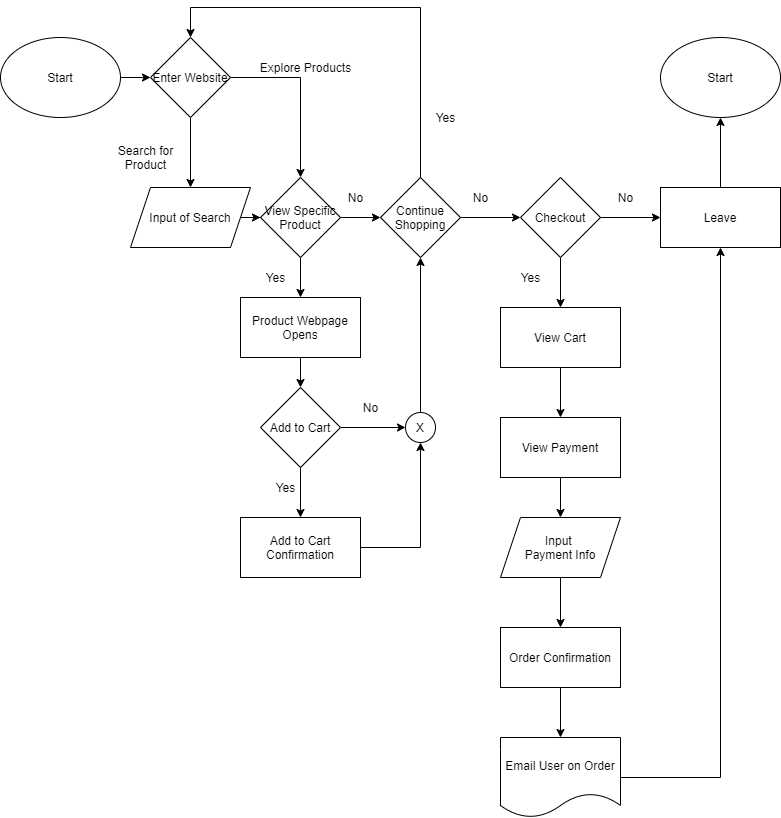 Start
Enter Website
Explore Products
Start
Yes
Search for
Product
Input of Search
View Specific
Product
No
Continue
Shopping
No
Checkout
No
Leave
Yes
Product Webpage
Opens
Yes
View Cart
Add to Cart
No
X
View Payment
Yes
Add to Cart
Confirmation
Input
Payment Info
Order Confirmation
Email User on Order